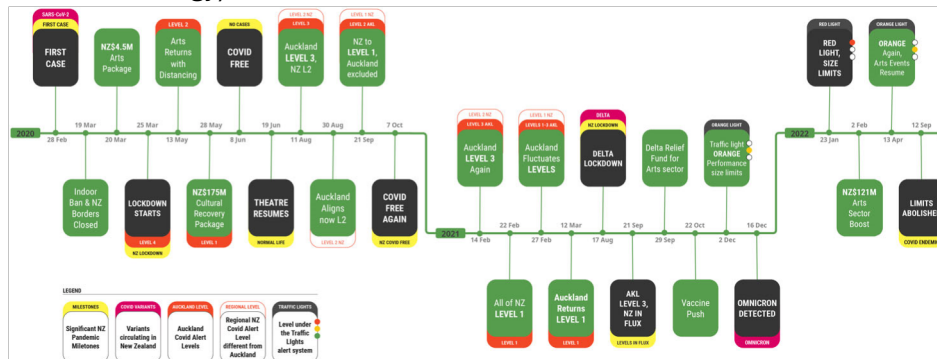 SARS-CoV-2
FIRST CASE
FIRST
CASE
NZ$4.5M
Arts
Package
LEVEL 2
Arts
Returns
with
Distancing
NO CASES
COVID
FREE
LEVEL 2 NZ
LEVEL 3
Auckland
LEVEL 3,
NZ L2
LEVEL 1 NZ
LEVEL 2 AKL
NZ to
LEVEL 1,
Auckland
excluded
RED LIGHT
RED
LIGHT,
SIZE
LIMITS
ORANGE LIGHT
ORANGE
Again,
Arts Events
Resume
2020
28 Feb
19 Mar
20 Mar
25 Mar
13 May
28 May
8 Jun
19 Jun
11 Aug
30 Aug
21 Sep
7 Oct
Indoor
Ban & NZ
Borders
Closed
LOCKDOWN
STARTS
LEVEL 4
NZ LOCKDOWN
NZ$175M
Cultural
Recovery
Package
LEVEL 1
THEATRE
RESUMES
NORMAL LIFE
Auckland
Aligns
now L2
LEVEL 2 NZ
COVID
FREE
AGAIN
NZ COVID FREE
LEVEL 2 NZ
LEVEL 3 AKL
Auckland
LEVEL 3
Again
LEVEL 1 NZ
LEVELS 1-3 AKL
Auckland
Fluctuates
LEVELS
DELTA
NZ LOCKDOWN
DELTA
LOCKDOWN
Delta Relief
Fund for
Arts sector
ORANGE LIGHT
Traffic light
ORANGE
Performance
size limits
2021
14 Feb
22 Feb
27 Feb
12 Mar
17 Aug
21 Sep
29 Sep
22 Oct
2 Dec
16 Dec
All of NZ
LEVEL 1
LEVEL 1
Auckland
Returns
LEVEL 1
LEVEL 1
AKL
LEVEL 3,
NZ IN
FLUX
LEVELS IN FLUX
Vaccine
Push
OMNICRON
DETECTED
OMNICRON
2022
23 Jan
2 Feb
13 Apr
12 Sep
NZ$121M
Arts
Sector
Boost
LIMITS
ABOLISHE
COVID ENDEMI
LEGEND
MILESTONES
Significant NZ
Pandemic
Miletones
COVID VARIANTS
Variants
circulating in
New Zealand
AUCKLAND LEVEL
Auckland
Covid Alert
Levels
REGIONAL LEVEL
Regional NZ
Covid Alert
Level
different from
Auckland
TRAFFIC LIGHTS
Level under
the Traffic
Lights
alert system